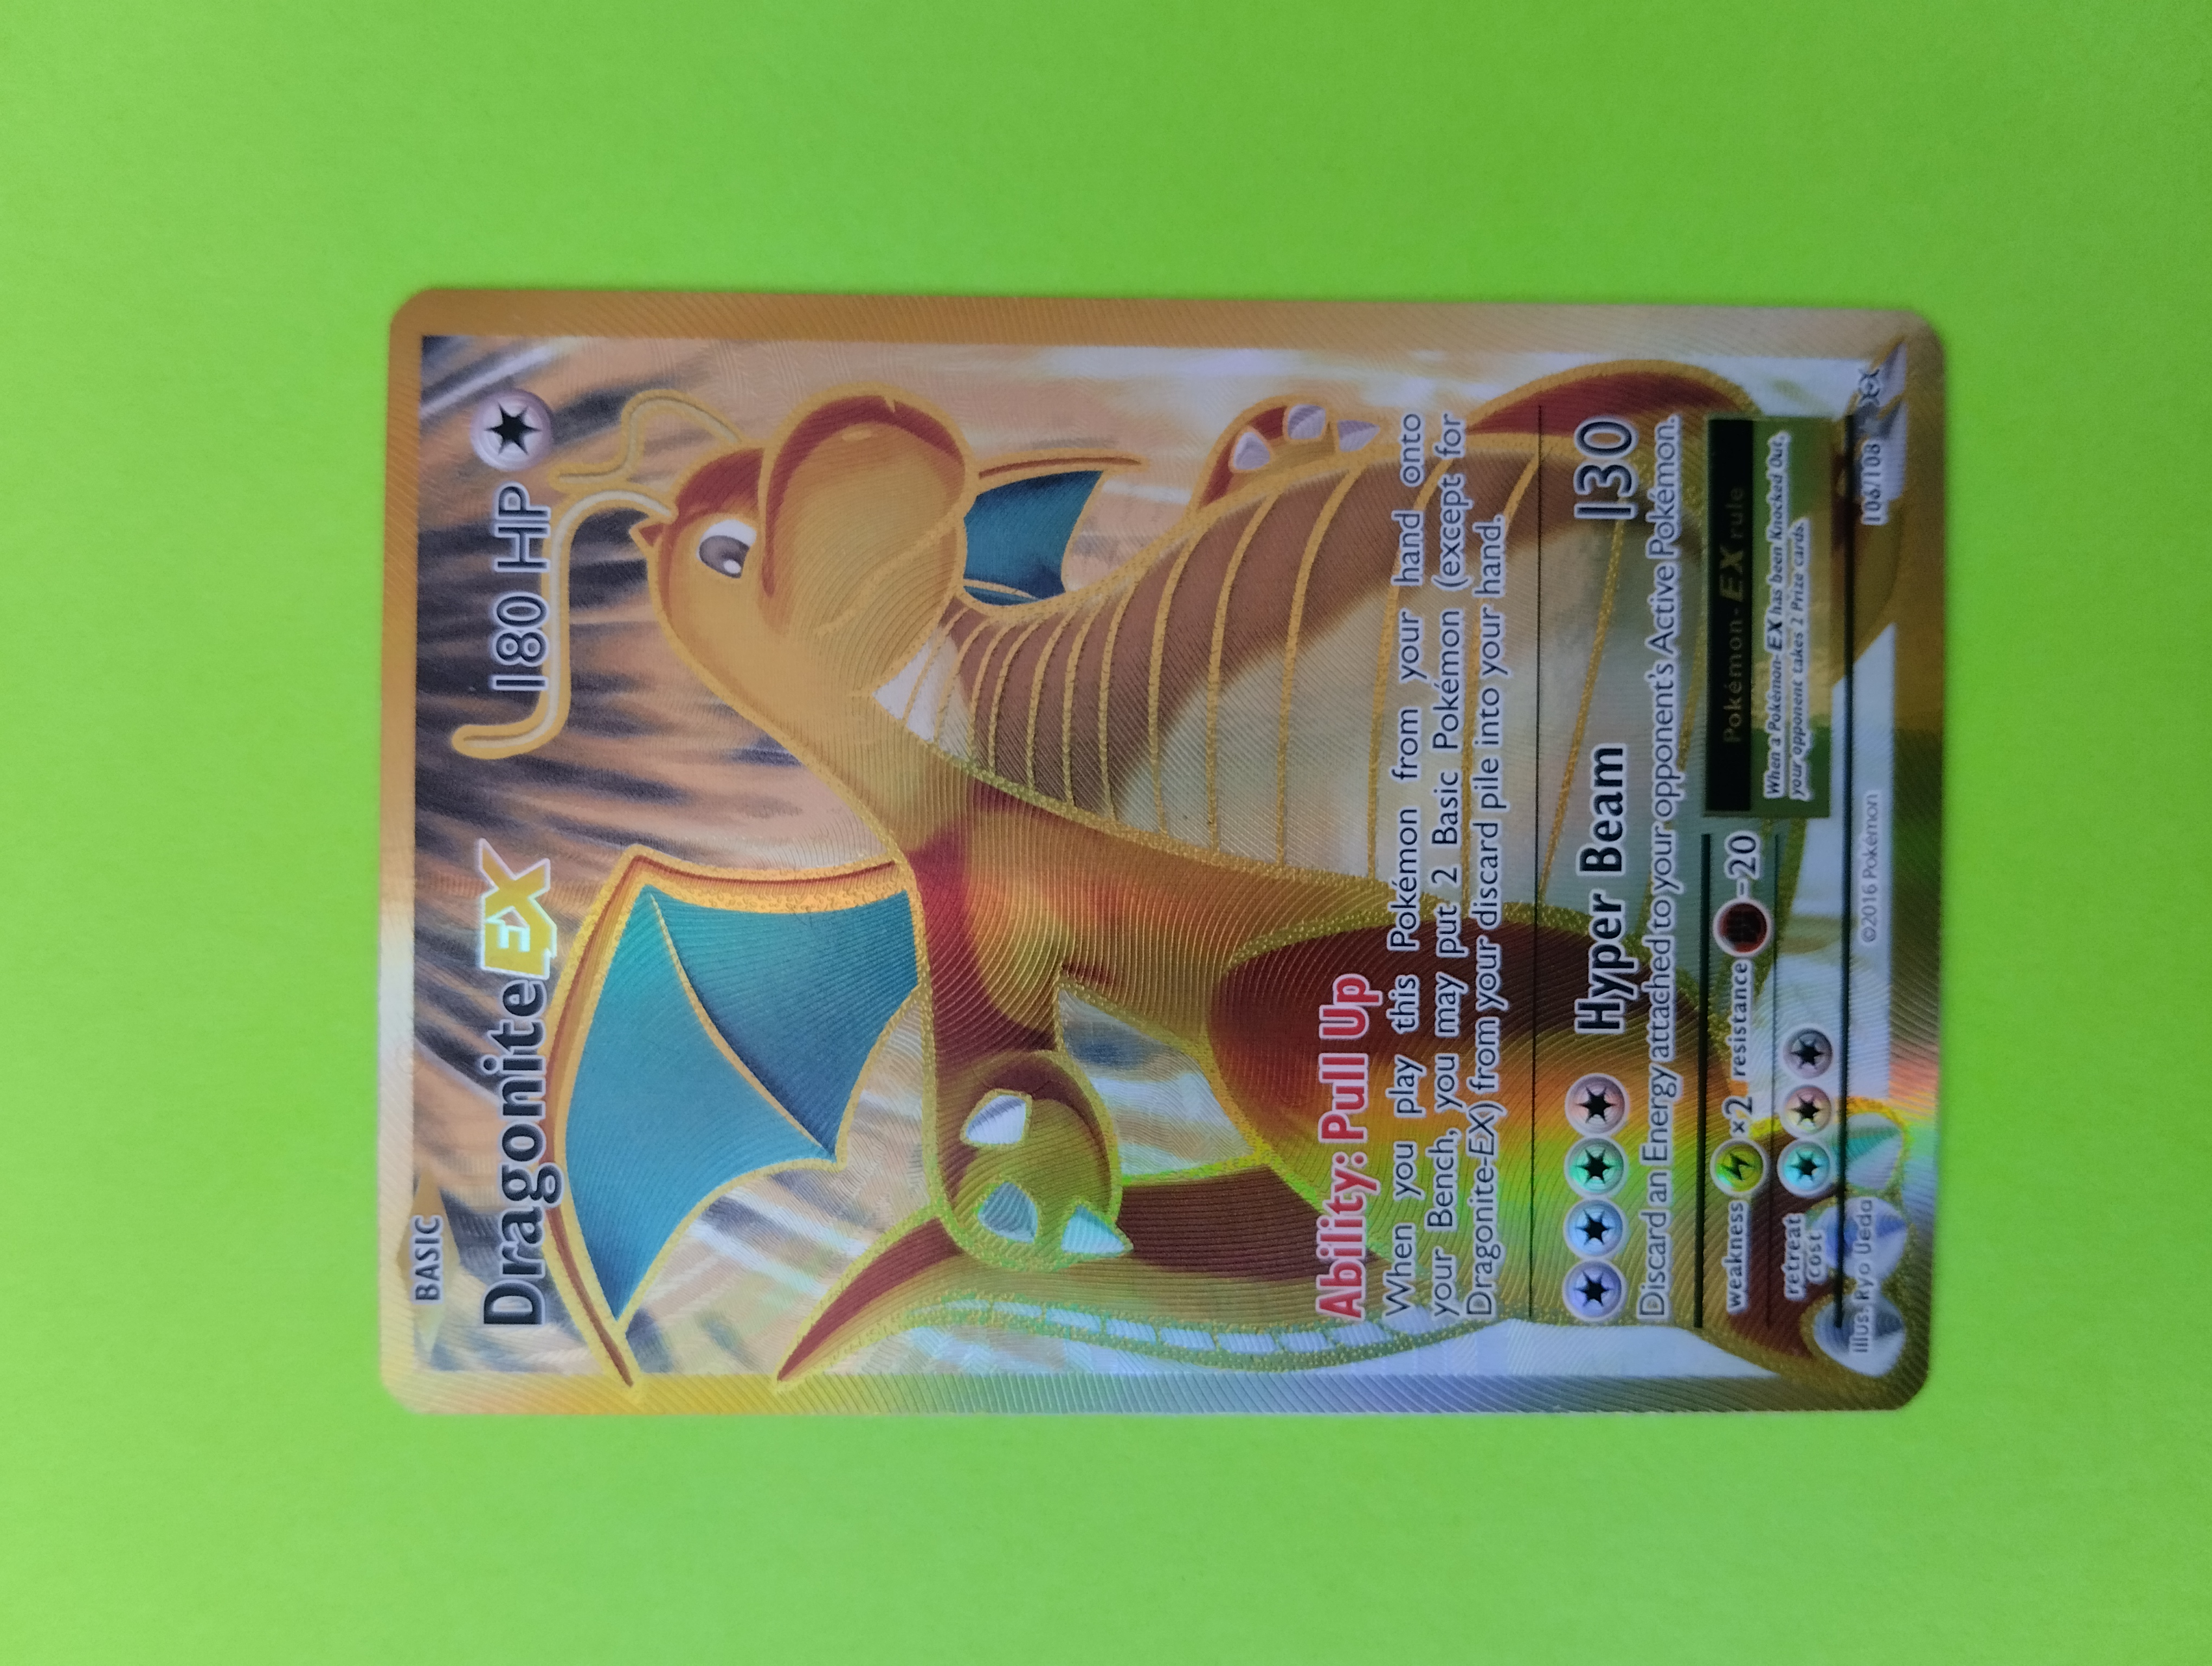 BASIC
DragoniteEX 180 HP
Ability: Pull Up
When you play this Pokémon from your hand onto
your Bench, you may put 2 Basic Pokémon (except for
Dragonite-EX) from your discard pile into your hand.
Hyper Beam 130
Discard an Energy attached to your opponent's Active Pokémon.
weakness ×2 resistance -20
retreat
cost
Pokémon-EX rule
When a Pokémon-EX has been Knocked Out,
your opponent takes 2 Prize cards.
Illus. Ryo Ueda ©2016 Pokémon 106/108